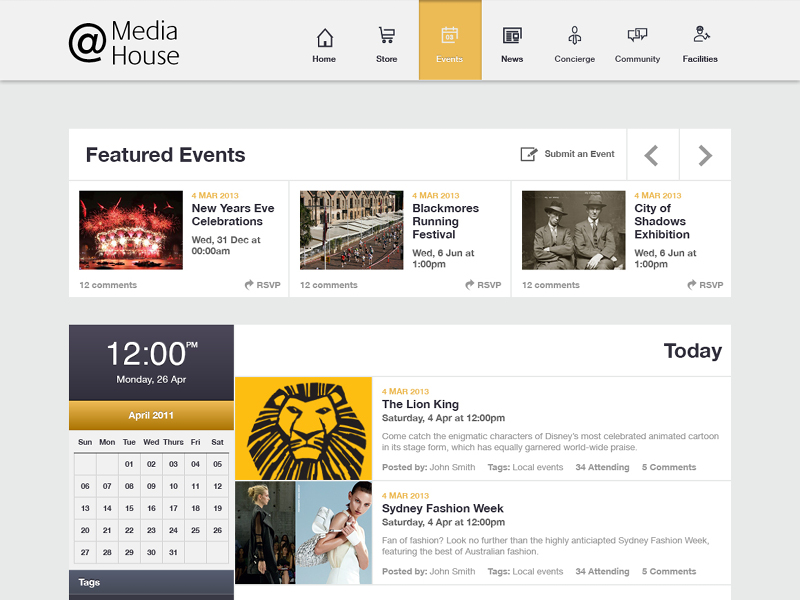 @ Media House
Home
Store
03
Events
News
Concierge
Community
Facilities
Featured Events
Submit an Event
4 MAR 2013
New Years Eve
Celebrations
Wed, 31 Dec at
00:00am
12 comments
RSVP
4 MAR 2013
Blackmores
Running
Festival
Wed, 6 Jun at
1:00pm
12 comments
RSVP
4 MAR 2013
City of
Shadows
Exhibition
Wed, 6 Jun at
1:00pm
12 comments
RSVP
12:00PM
Monday, 26 Apr
April 2011
Sun Mon Tue Wed Thurs Fri Sat
01 02 03 04 05
06 07 08 09 10 11 12
13 14 15 16 17 18 19
20 21 22 23 24 25 26
27 28 29 30 31
Tags
Today
4 MAR 2013
The Lion King
Saturday, 4 Apr at 12:00pm
Come catch the enigmatic characters of Disney's most celebrated animated cartoon
in its stage form, which has equally garnered world-wide praise.
Posted by: John Smith Tags: Local events 34 Attending 5 Comments
4 MAR 2013
Sydney Fashion Week
Saturday, 4 Apr at 12:00pm
Fan of fashion? Look no further than the highly anticiapted Sydney Fashion Week,
featuring the best of Australian fashion.
Posted by: John Smith Tags: Local events 34 Attending 5 Comments